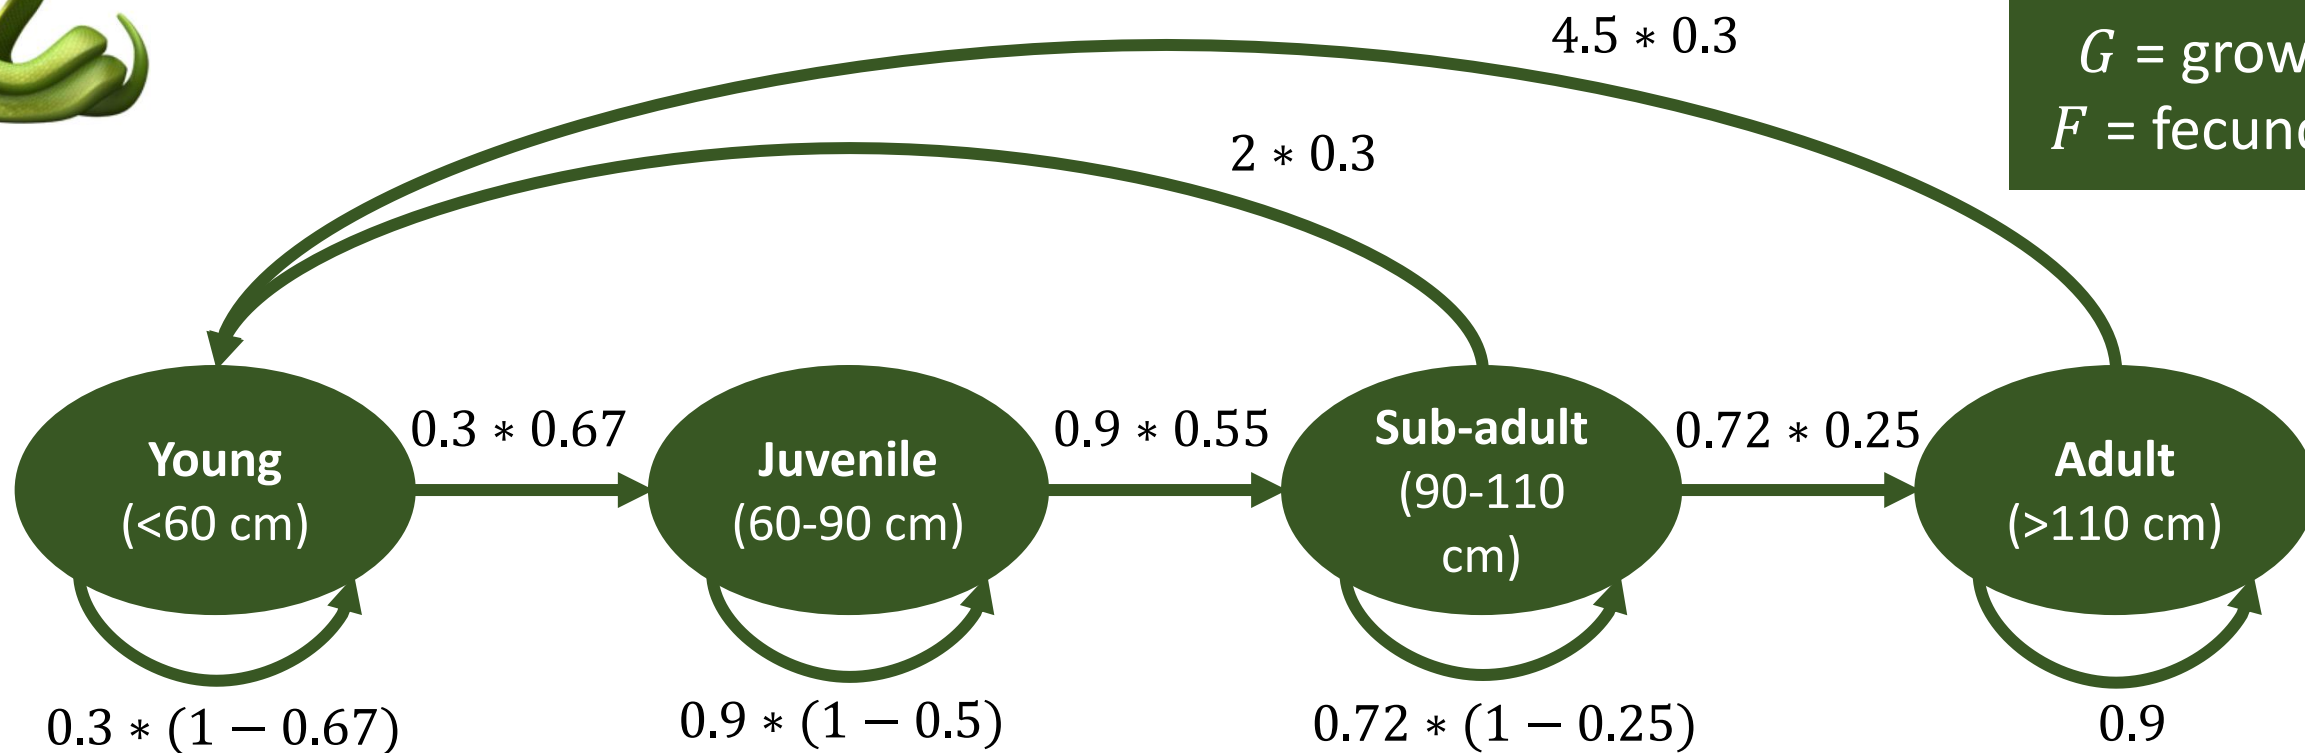 4.5 ∗ 0.3
G = grow
F = fecund
2 ∗ 0.3
0.3 ∗ 0.67
0.9 ∗ 0.55
0.72 ∗ 0.25
Young
(<60 cm)
Juvenile
(60-90 cm)
Sub-adult
(90-110
cm)
Adult
(>110 cm)
0.3 ∗ (1 − 0.67)
0.9 ∗ (1 − 0.5)
0.72 ∗ (1 − 0.25)
0.9